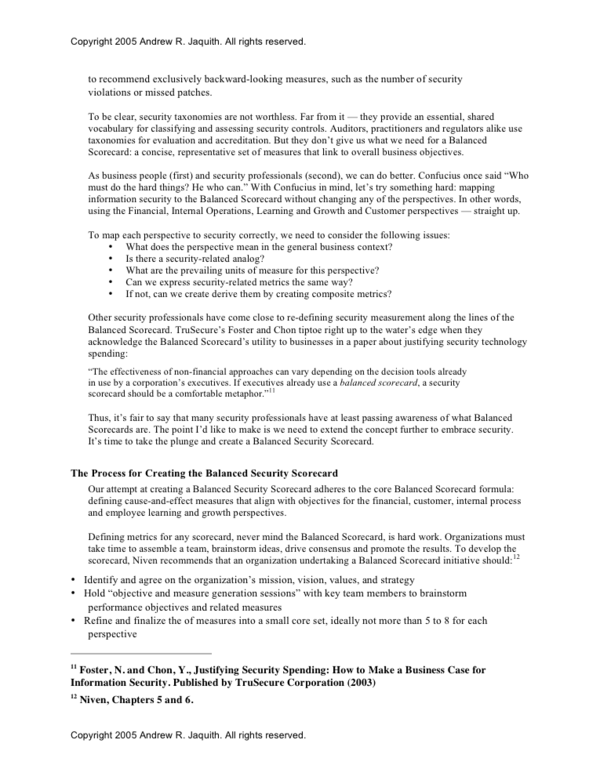 Copyright 2005 Andrew R. Jaquith. All rights reserved.
to recommend exclusively backward-looking measures, such as the number of security
violations or missed patches.
To be clear, security taxonomies are not worthless. Far from it — they provide an essential, shared
vocabulary for classifying and assessing security controls. Auditors, practitioners and regulators alike use
taxonomies for evaluation and accreditation. But they don’t give us what we need for a Balanced
Scorecard: a concise, representative set of measures that link to overall business objectives.
As business people (first) and security professionals (second), we can do better. Confucius once said “Who
must do the hard things? He who can.” With Confucius in mind, let’s try something hard: mapping
information security to the Balanced Scorecard without changing any of the perspectives. In other words,
using the Financial, Internal Operations, Learning and Growth and Customer perspectives — straight up.
To map each perspective to security correctly, we need to consider the following issues:
• What does the perspective mean in the general business context?
• Is there a security-related analog?
• What are the prevailing units of measure for this perspective?
• Can we express security-related metrics the same way?
• If not, can we create derive them by creating composite metrics?
Other security professionals have come close to re-defining security measurement along the lines of the
Balanced Scorecard. TruSecure’s Foster and Chon tiptoe right up to the water’s edge when they
acknowledge the Balanced Scorecard’s utility to businesses in a paper about justifying security technology
spending:
“The effectiveness of non-financial approaches can vary depending on the decision tools already
in use by a corporation’s executives. If executives already use a balanced scorecard, a security
scorecard should be a comfortable metaphor.”11
Thus, it’s fair to say that many security professionals have at least passing awareness of what Balanced
Scorecards are. The point I’d like to make is we need to extend the concept further to embrace security.
It’s time to take the plunge and create a Balanced Security Scorecard.
The Process for Creating the Balanced Security Scorecard
Our attempt at creating a Balanced Security Scorecard adheres to the core Balanced Scorecard formula:
defining cause-and-effect measures that align with objectives for the financial, customer, internal process
and employee learning and growth perspectives.
Defining metrics for any scorecard, never mind the Balanced Scorecard, is hard work. Organizations must
take time to assemble a team, brainstorm ideas, drive consensus and promote the results. To develop the
scorecard, Niven recommends that an organization undertaking a Balanced Scorecard initiative should:12
• Identify and agree on the organization’s mission, vision, values, and strategy
• Hold “objective and measure generation sessions” with key team members to brainstorm
performance objectives and related measures
• Refine and finalize the of measures into a small core set, ideally not more than 5 to 8 for each
perspective
11 Foster, N. and Chon, Y., Justifying Security Spending: How to Make a Business Case for
Information Security. Published by TruSecure Corporation (2003)
12 Niven, Chapters 5 and 6.
Copyright 2005 Andrew R. Jaquith. All rights reserved.